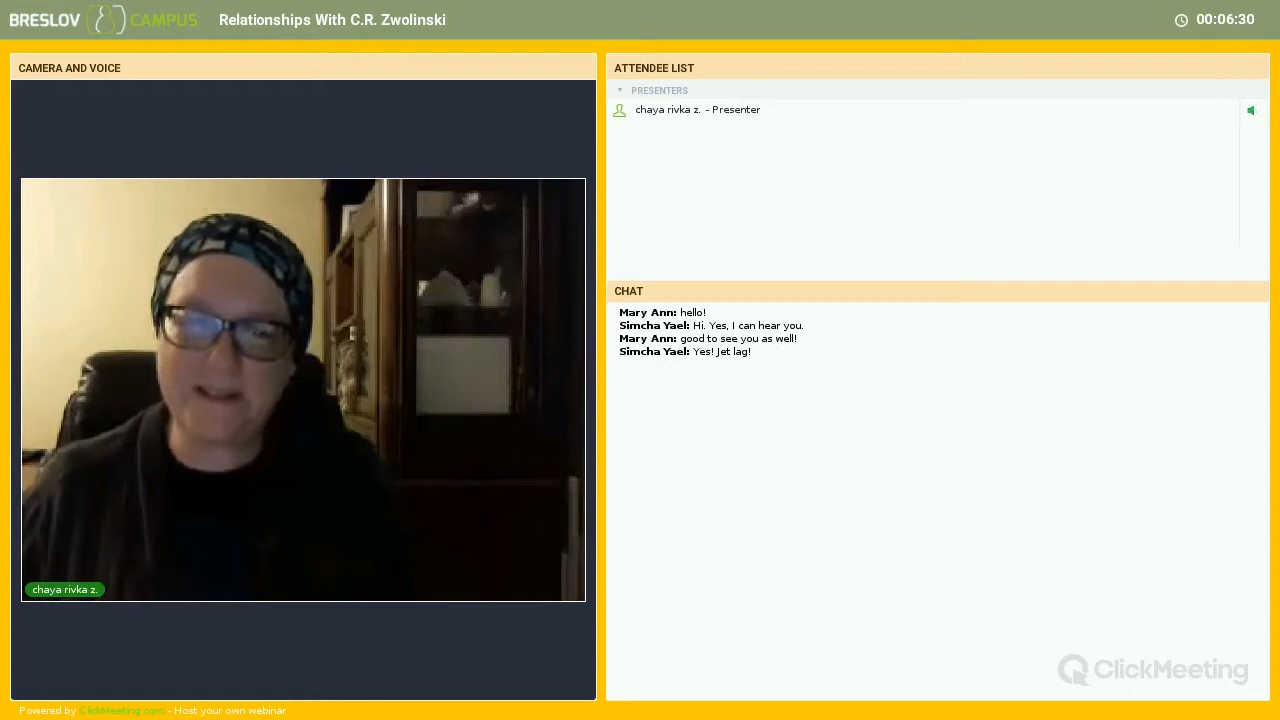 BRESLOV CAMPUS Relationships With C.R. Zwolinski 00:06:30
CAMERA AND VOICE
chaya rivka z.
ATTENDEE LIST
PRESENTERS
chaya rivka z. - Presenter
CHAT
Mary Ann: hello!
Simcha Yael: Hi. Yes, I can hear you.
Mary Ann: good to see you as well!
Simcha Yael: Yes! Jet lag!
ClickMeeting
Powered by ClickMeeting.com - Host your own webinar